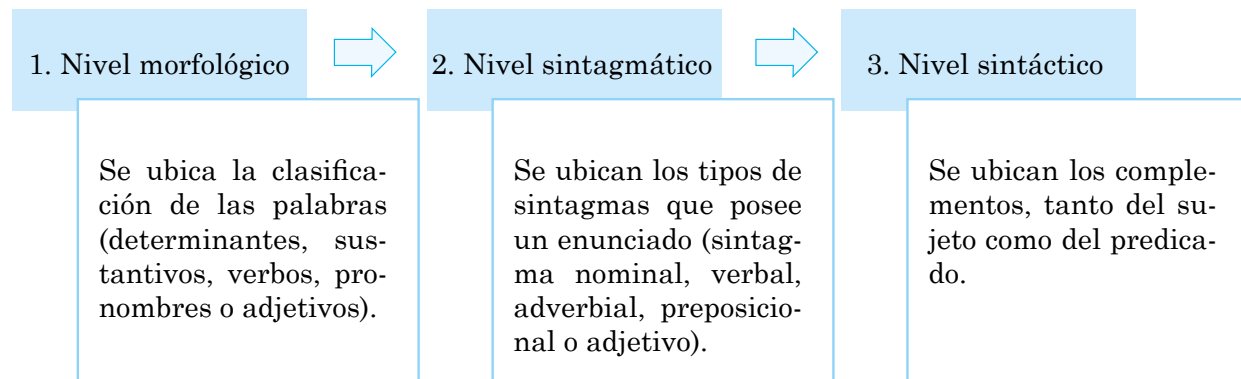 1. Nivel morfológico
Se ubica la clasifica-
ción de las palabras
(determinantes, sus-
tantivos, verbos, pro-
nombres o adjetivos).
2. Nivel sintagmático
Se ubican los tipos de
sintagmas que posee
un enunciado (sintag-
ma nominal, verbal,
adverbial, preposicio-
nal o adjetivo).
3. Nivel sintáctico
Se ubican los comple-
mentos, tanto del su-
jeto como del predica-
do.